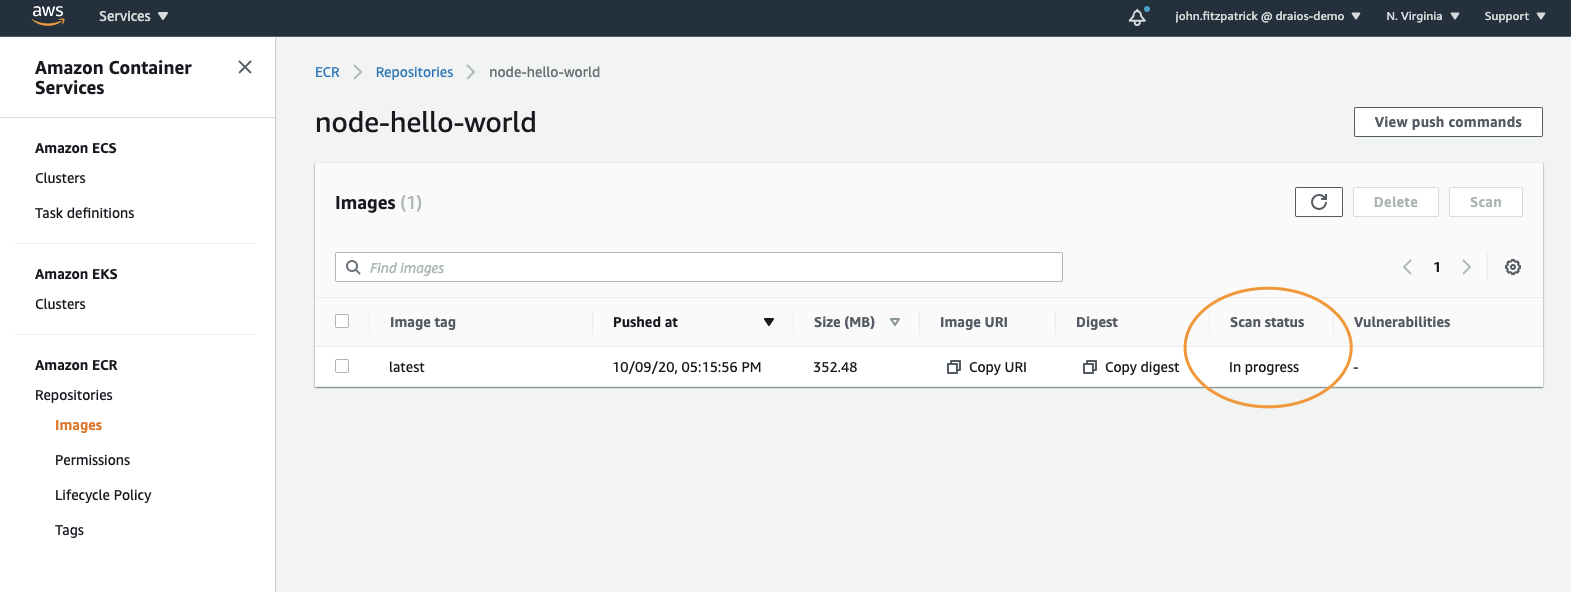 aws Services john.fitzpatrick @ draios-demo N. Virginia Support
Amazon Container
Services
Amazon ECS
Clusters
Task definitions
Amazon EKS
Clusters
Amazon ECR
Repositories
Images
Permissions
Lifecycle Policy
Tags
ECR Repositories node-hello-world
node-hello-world View push commands
Images (1) Delete Scan
Find images 1
Image tag Pushed at Size (MB) Image URI Digest Scan status Vulnerabilities
latest 10/09/20, 05:15:56 PM 352.48 Copy URI Copy digest In progress -